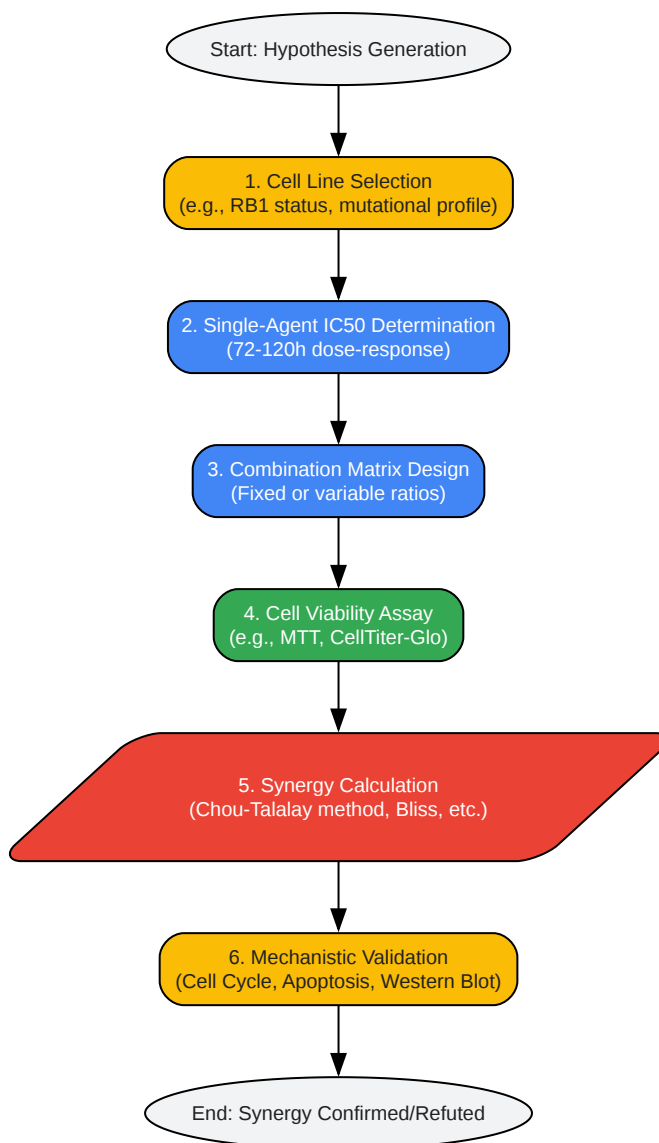 Start: Hypothesis Generation
1. Cell Line Selection
(e.g., RB1 status, mutational profile)
2. Single-Agent IC50 Determination
(72-120h dose-response)
3. Combination Matrix Design
(Fixed or variable ratios)
4. Cell Viability Assay
(e.g., MTT, CellTiter-Glo)
5. Synergy Calculation
(Chou-Talalay method, Bliss, etc.)
6. Mechanistic Validation
(Cell Cycle, Apoptosis, Western Blot)
End: Synergy Confirmed/Refuted